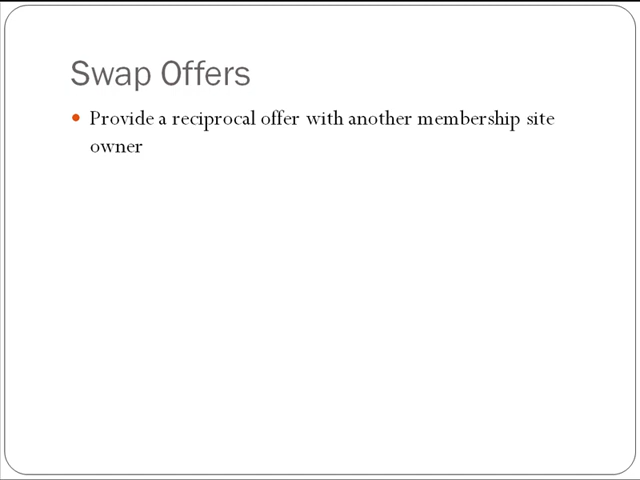 Swap Offers
Provide a reciprocal offer with another membership site
owner